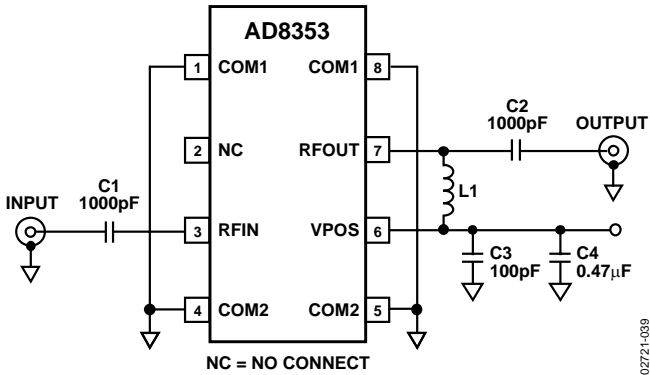 AD8353
1 COM1 COM1 8
C2
1000pF OUTPUT
2 NC RFOUT 7
C1
1000pF
INPUT
L1
3 RFIN VPOS 6
C3
100pF
C4
0.47µF
4 COM2 COM2 5
NC = NO CONNECT
02721-039